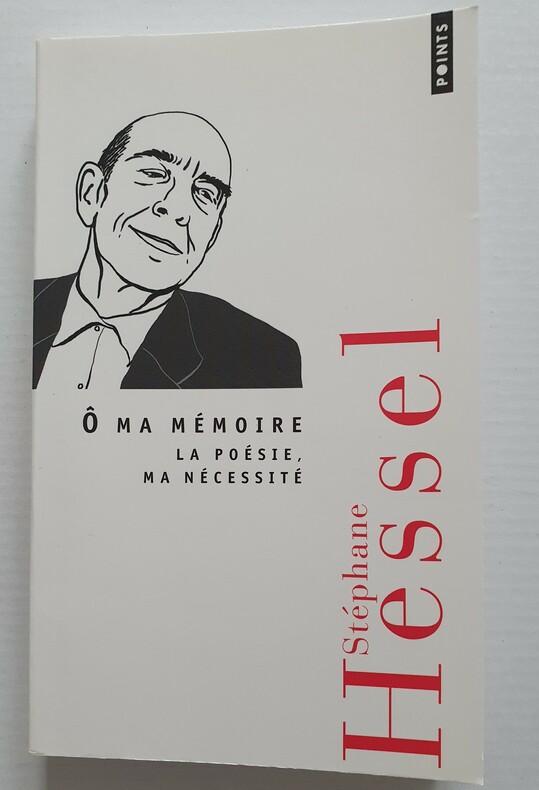 POINTS
Ô MA MÉMOIRE
LA POÉSIE,
MA NÉCESSITÉ
Stéphane
Hessel